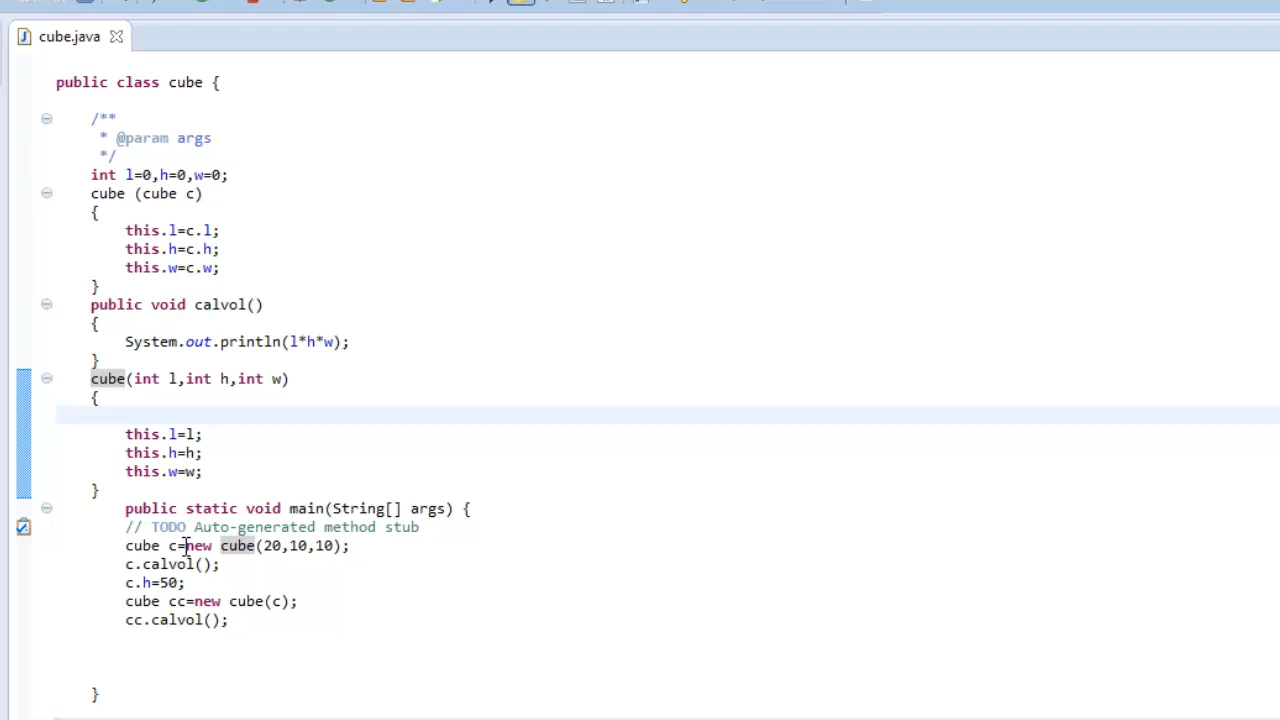 cube.java
public class cube {
/**
* @param args
*/
int l=0,h=0,w=0;
cube (cube c)
{
this.l=c.l;
this.h=c.h;
this.w=c.w;
}
public void calvol()
{
System.out.println(l*h*w);
}
cube(int l,int h,int w)
{
this.l=l;
this.h=h;
this.w=w;
}
public static void main(String[] args) {
// TODO Auto-generated method stub
cube c=new cube(20,10,10);
c.calvol();
c.h=50;
cube cc=new cube(c);
cc.calvol();
}